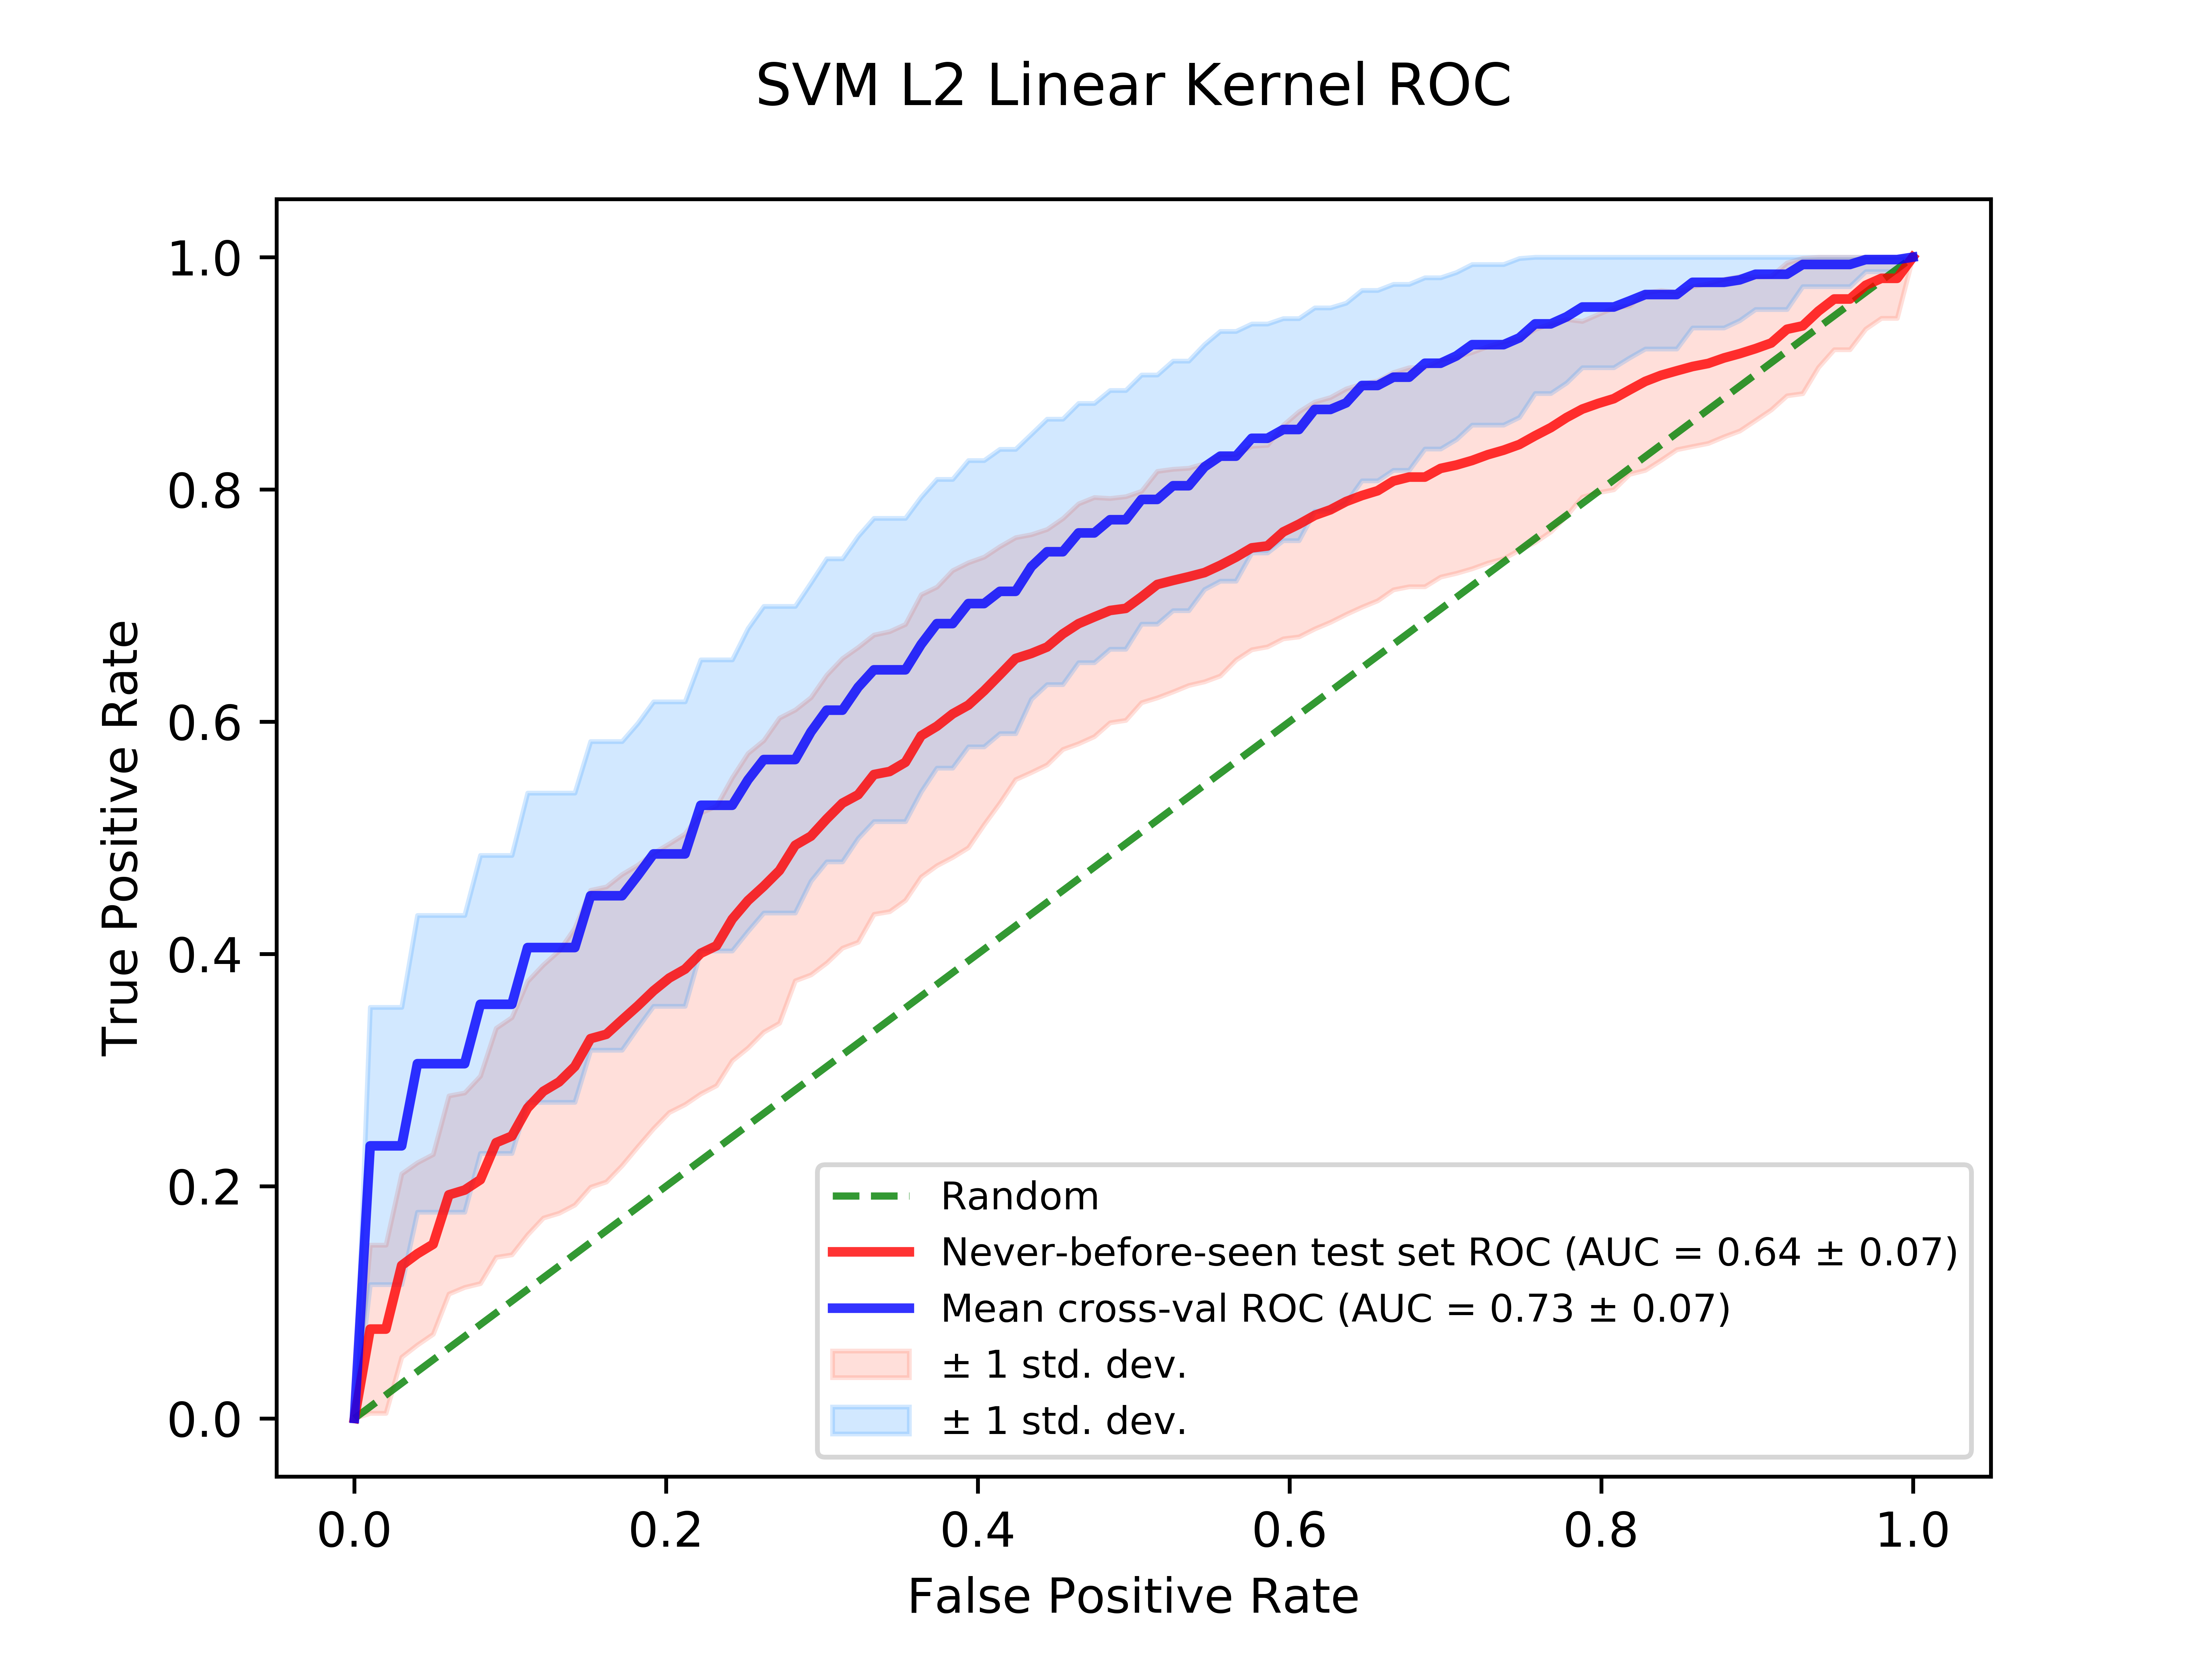 SVM L2 Linear Kernel ROC
1.0
0.8
0.6
0.4
0.2
0.0
True Positive Rate
Random
Never-before-seen test set ROC (AUC = 0.64 ± 0.07)
Mean cross-val ROC (AUC = 0.73 ± 0.07)
± 1 std. dev.
± 1 std. dev.
0.0 0.2 0.4 0.6 0.8 1.0
False Positive Rate